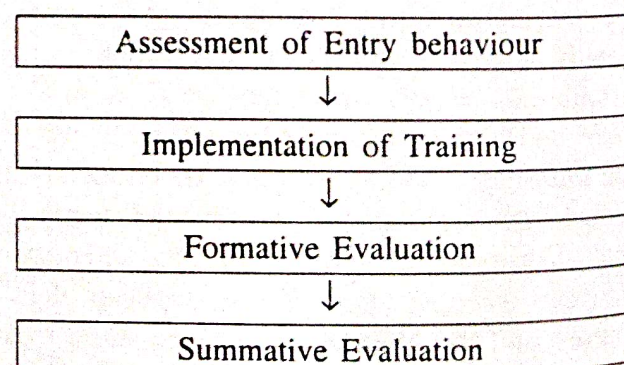 Assessment of Entry behaviour
↓
Implementation of Training
↓
Formative Evaluation
↓
Summative Evaluation